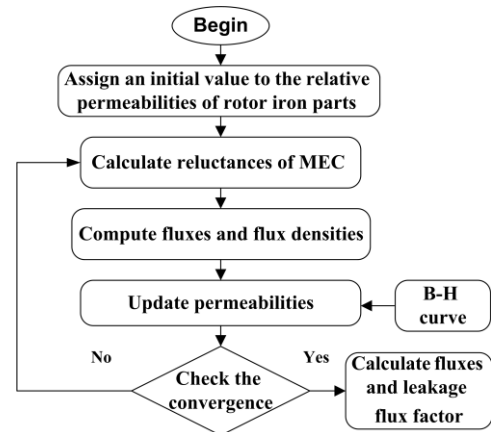 Begin
Assign an initial value to the relative
permeabilities of rotor iron parts
Calculate reluctances of MEC
Compute fluxes and flux densities
Update permeabilities
B-H
curve
No
Yes
Check the
convergence
Calculate fluxes
and leakage
flux factor